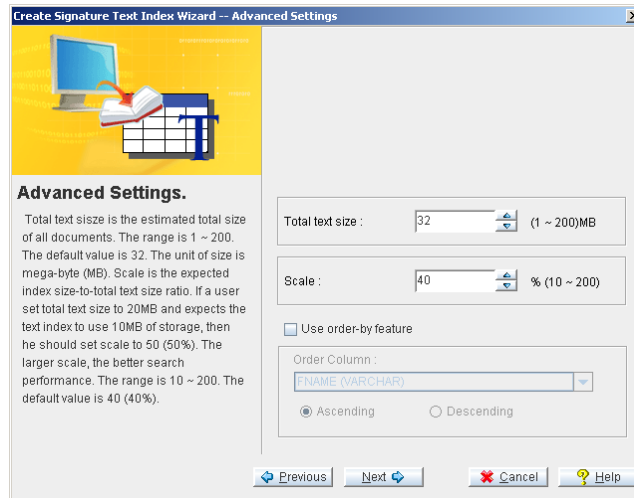 Create Signature Text Index Wizard -- Advanced Settings
Advanced Settings.
Total text sisze is the estimated total size
of all documents. The range is 1 ~ 200.
The default value is 32. The unit of size is
mega-byte (MB). Scale is the expected
index size-to-total text size ratio. If a user
set total text size to 20MB and expects the
text index to use 10MB of storage, then
he should set scale to 50 (50%). The
larger scale, the better search
performance. The range is 10 ~ 200. The
default value is 40 (40%).
Total text size : 32 (1 ~ 200)MB
Scale : 40 % (10 ~ 200)
Use order-by feature
Order Column :
FNAME (VARCHAR)
Ascending Descending
Previous Next Cancel Help